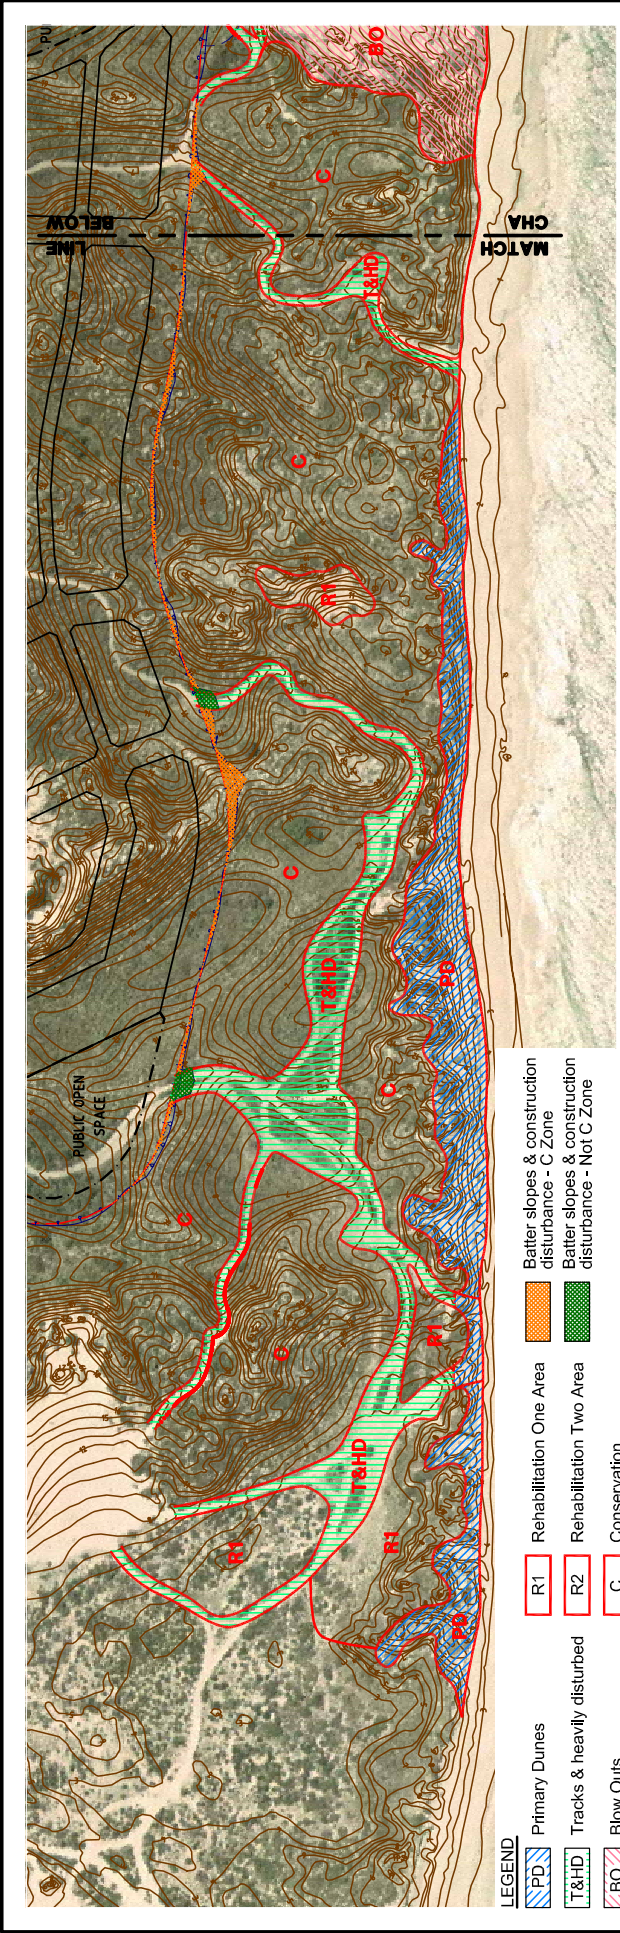 .PU
BO
C
BELOW
LINE
CHA
MATCH
T&HD
C
R1
C
T&HD
PD
C
PUBLIC OPEN
SPACE
C
C
R1
T&HD
R1
R1
PD
LEGEND
PD Primary Dunes
T&HD Tracks & heavily disturbed
BO Blow Outs
R1 Rehabilitation One Area
R2 Rehabilitation Two Area
C Conservation
Batter slopes & construction
disturbance - C Zone
Batter slopes & construction
disturbance - Not C Zone